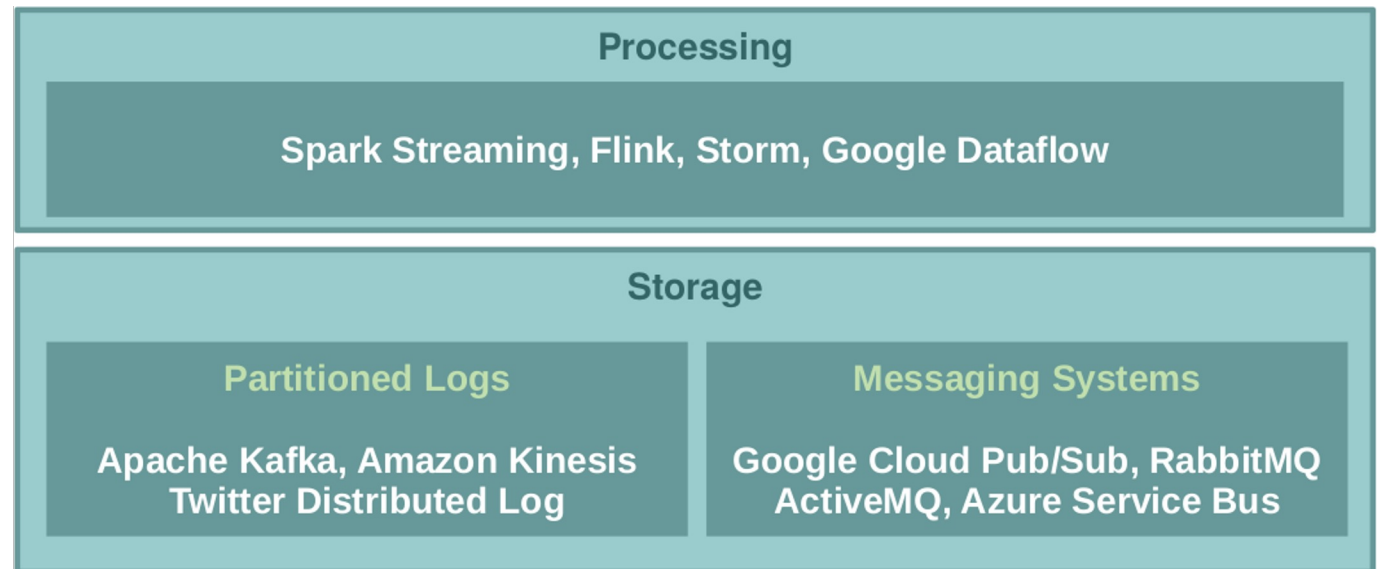 Processing
Spark Streaming, Flink, Storm, Google Dataflow
Storage
Partitioned Logs
Apache Kafka, Amazon Kinesis
Twitter Distributed Log
Messaging Systems
Google Cloud Pub/Sub, RabbitMQ
ActiveMQ, Azure Service Bus